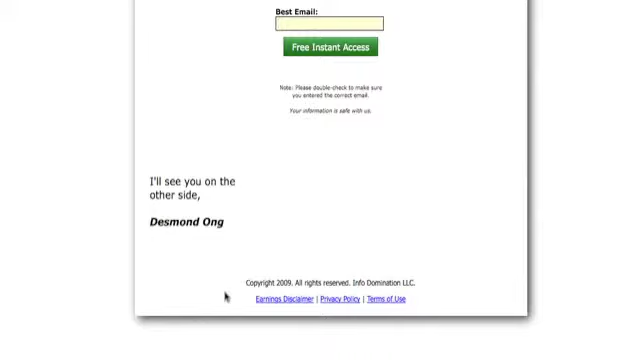 Best Email:
Free Instant Access
Note: Please double-check to make sure
you entered the correct email.
Your information is safe with us.
I'll see you on the
other side,
Desmond Ong
Copyright 2009. All rights reserved. Info Domination LLC.
Earnings Disclaimer | Privacy Policy | Terms of Use